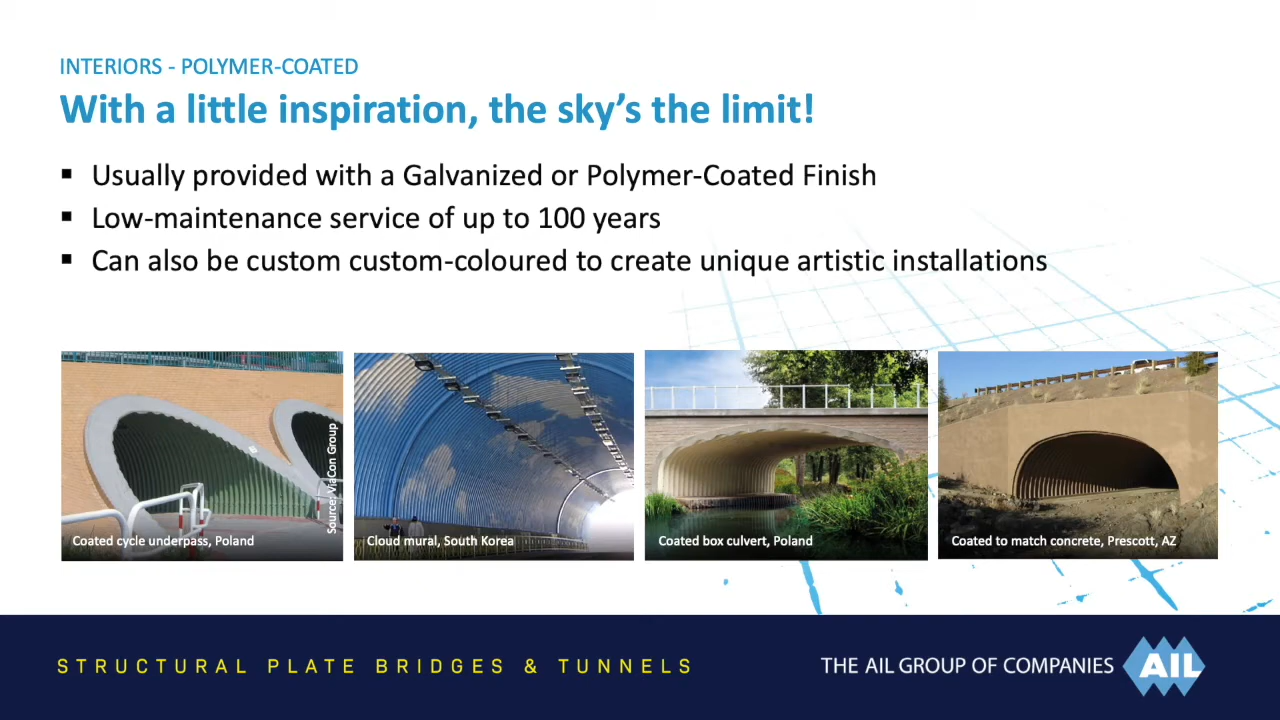 INTERIORS - POLYMER-COATED
With a little inspiration, the sky's the limit!
▪ Usually provided with a Galvanized or Polymer-Coated Finish
▪ Low-maintenance service of up to 100 years
▪ Can also be custom custom-coloured to create unique artistic installations
Source: ViaCon Group
Coated cycle underpass, Poland
Cloud mural, South Korea
Coated box culvert, Poland
Coated to match concrete, Prescott, AZ
STRUCTURAL PLATE BRIDGES & TUNNELS
THE AIL GROUP OF COMPANIES
AIL